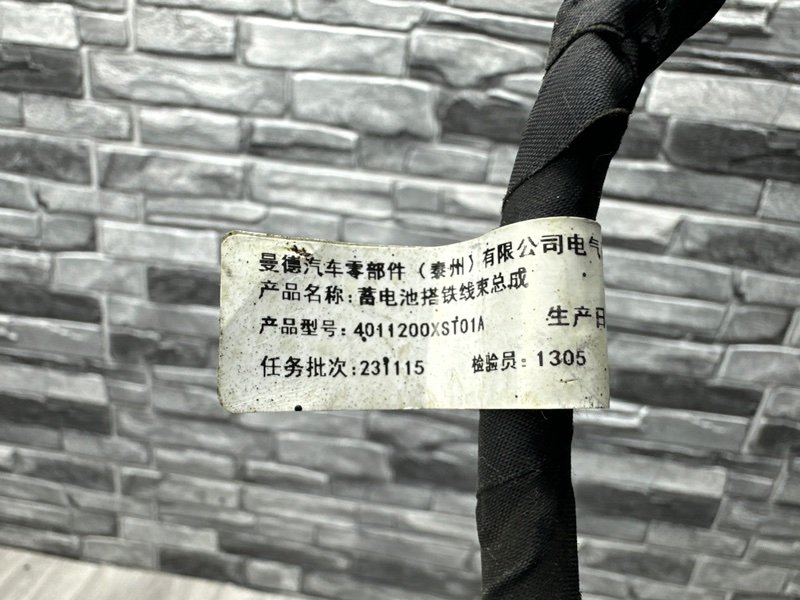 曼德汽车零部件（泰州）有限公司电气
产品名称:蓄电池搭铁线束总成
产品型号:4011200XST01A 生产日
任务批次:231115 检验员:1305